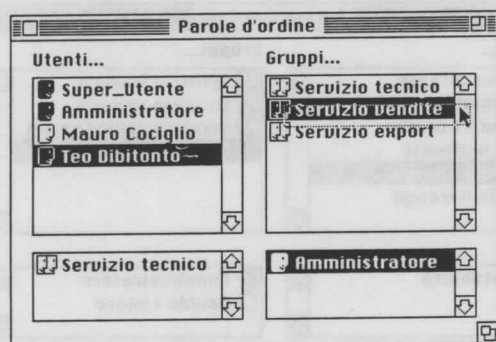 Parole d'ordine
Utenti...
Super_Utente
Amministratore
Mauro Cociglio
Teo Dibitonto
Gruppi...
Servizio tecnico
Servizio vendite
Servizio export
Servizio tecnico
Amministratore